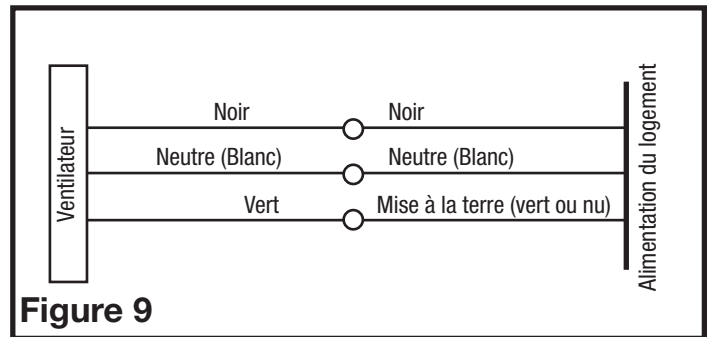 Ventilateur
Noir
Noir
Neutre (Blanc)
Neutre (Blanc)
Vert
Mise à la terre (vert ou nu)
Alimentation du logement
Figure 9